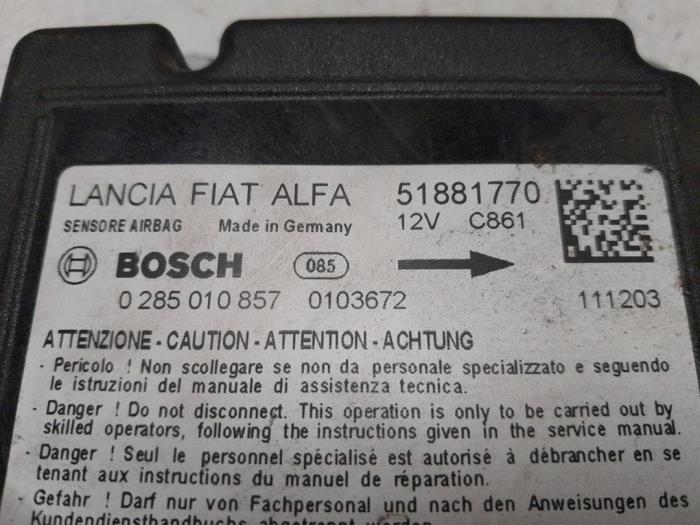 LANCIA FIAT ALFA 51881770
SENSORE AIRBAG Made in Germany 12V C861
BOSCH 085
0 285 010 857 0103672 111203
ATTENZIONE - CAUTION - ATTENTION - ACHTUNG
- Pericolo ! Non scollegare se non da personale specializzato e seguendo
le istruzioni del manuale di assistenza tecnica.
- Danger ! Do not disconnect. This operation is only to be carried out by
skilled operators, following the instructions given in the service manual.
- Danger ! Seul le personnel spécialisé est autorisé à débrancher en se
tenant aux instructions du manuel de réparation.
- Gefahr ! Darf nur von Fachpersonal und nach den Anweisungen des
Kundendiensthandbuchs abgetrennt werden.